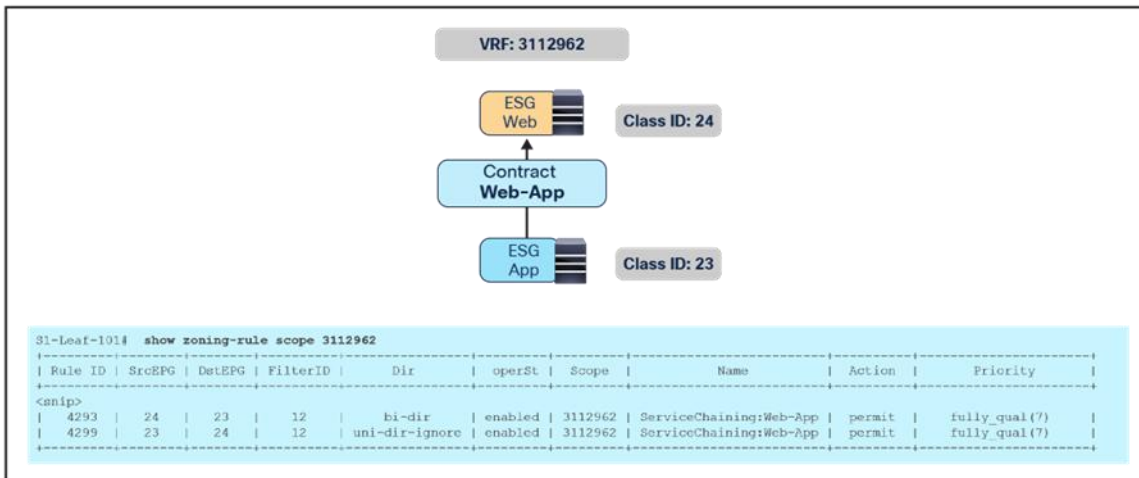 VRF: 3112962
ESG
Web
Class ID: 24
Contract
Web-App
ESG
App
Class ID: 23
S1-Leaf-101# show zoning-rule scope 3112962
| Rule ID | SrcEPG | DstEPG | FilterID | Dir | operSt | Scope | Name | Action | Priority |
<snip>
| 4293 | 24 | 23 | 12 | bi-dir | enabled | 3112962 | ServiceChaining:Web-App | permit | fully_qual(7) |
| 4299 | 23 | 24 | 12 | uni-dir-ignore | enabled | 3112962 | ServiceChaining:Web-App | permit | fully_qual(7) |